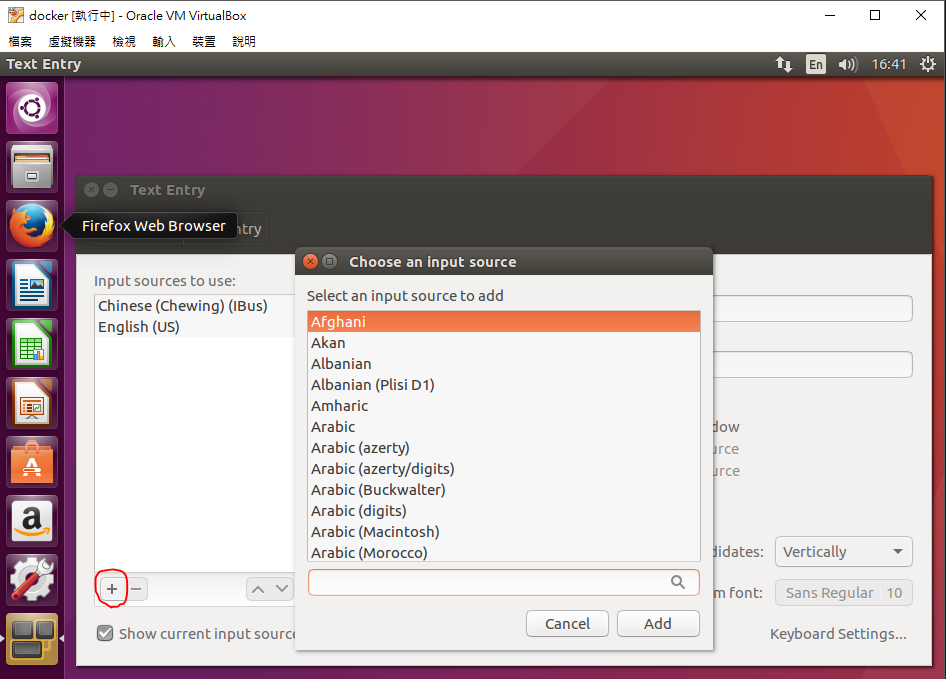 docker [執行中] - Oracle VM VirtualBox
檔案 虛擬機器 檢視 輸入 裝置 說明
Text Entry En 16:41
Text Entry
Firefox Web Browser
ntry
Choose an input source
Input sources to use:
Chinese (Chewing) (IBus)
English (US)
Select an input source to add
Afghani
Akan
Albanian
Albanian (Plisi D1)
Amharic
Arabic
Arabic (azerty)
Arabic (azerty/digits)
Arabic (Buckwalter)
Arabic (digits)
Arabic (Macintosh)
Arabic (Morocco)
dow
urce
urce
didates: Vertically
m font: Sans Regular 10
Cancel Add
Show current input source
Keyboard Settings...